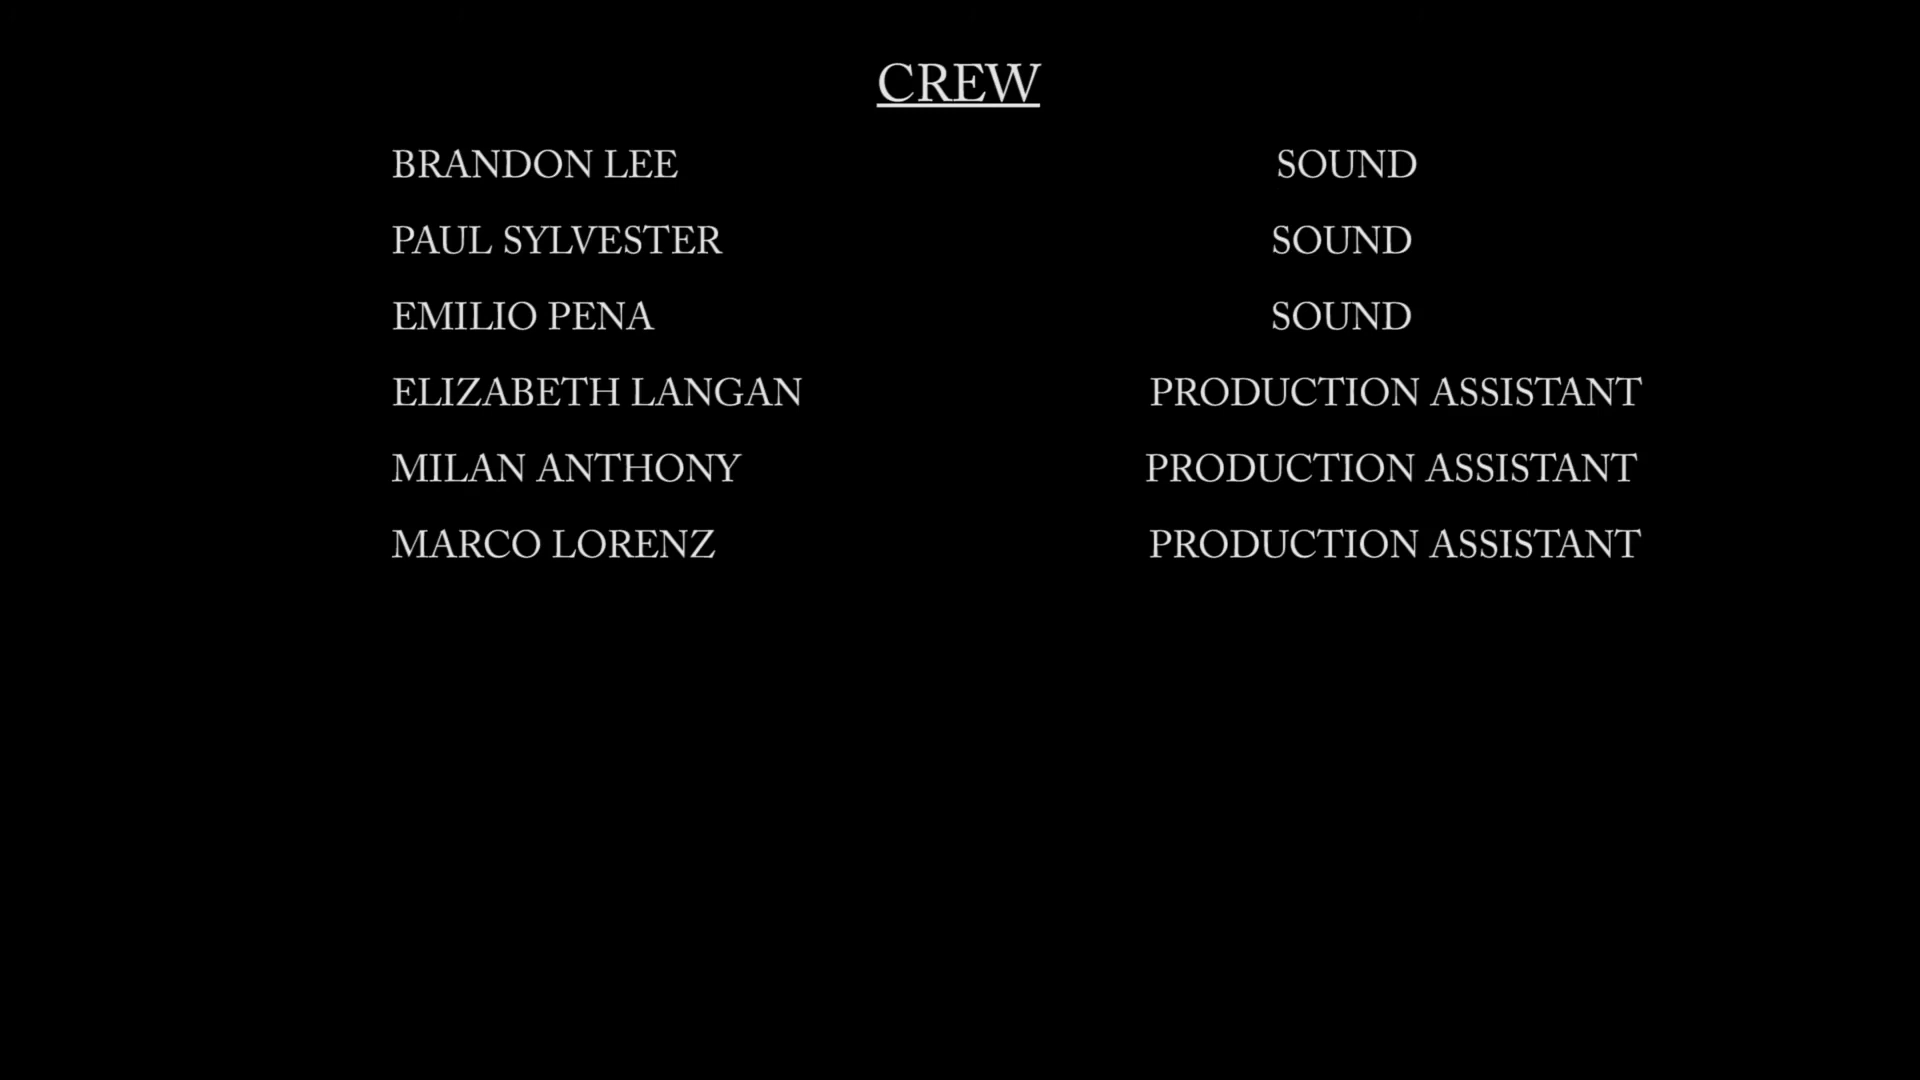 CREW
BRANDON LEE SOUND
PAUL SYLVESTER SOUND
EMILIO PENA SOUND
ELIZABETH LANGAN PRODUCTION ASSISTANT
MILAN ANTHONY PRODUCTION ASSISTANT
MARCO LORENZ PRODUCTION ASSISTANT